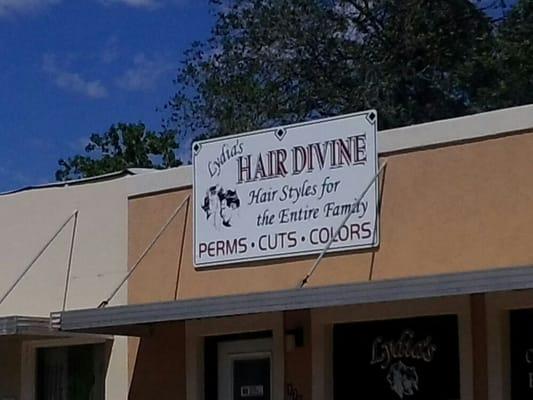 Lydia's
HAIR DIVINE
Hair Styles for
the Entire Family
PERMS • CUTS • COLORS
Lydia's